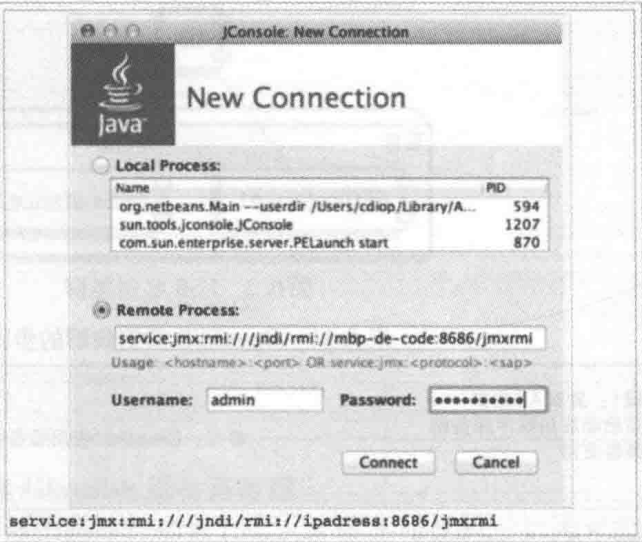 JConsole: New Connection
Java
New Connection
Local Process:
Name PID
org.netbeans.Main ---userdir /Users/cdiop/Library/A... 594
sun.tools.jconsole.JConsole 1207
com.sun.enterprise.server.PELaunch start 870
Remote Process:
service:jmx:rmi:///jndi/rmi://mbp-de-code:8686/jmxrmi
Usage: <hostname>:<port> OR service:jmx:<protocol>:<sap>
Username: admin Password: ••••••••••
Connect Cancel
service:jmx:rmi:///jndi/rmi://ipadress:8686/jmxrmi